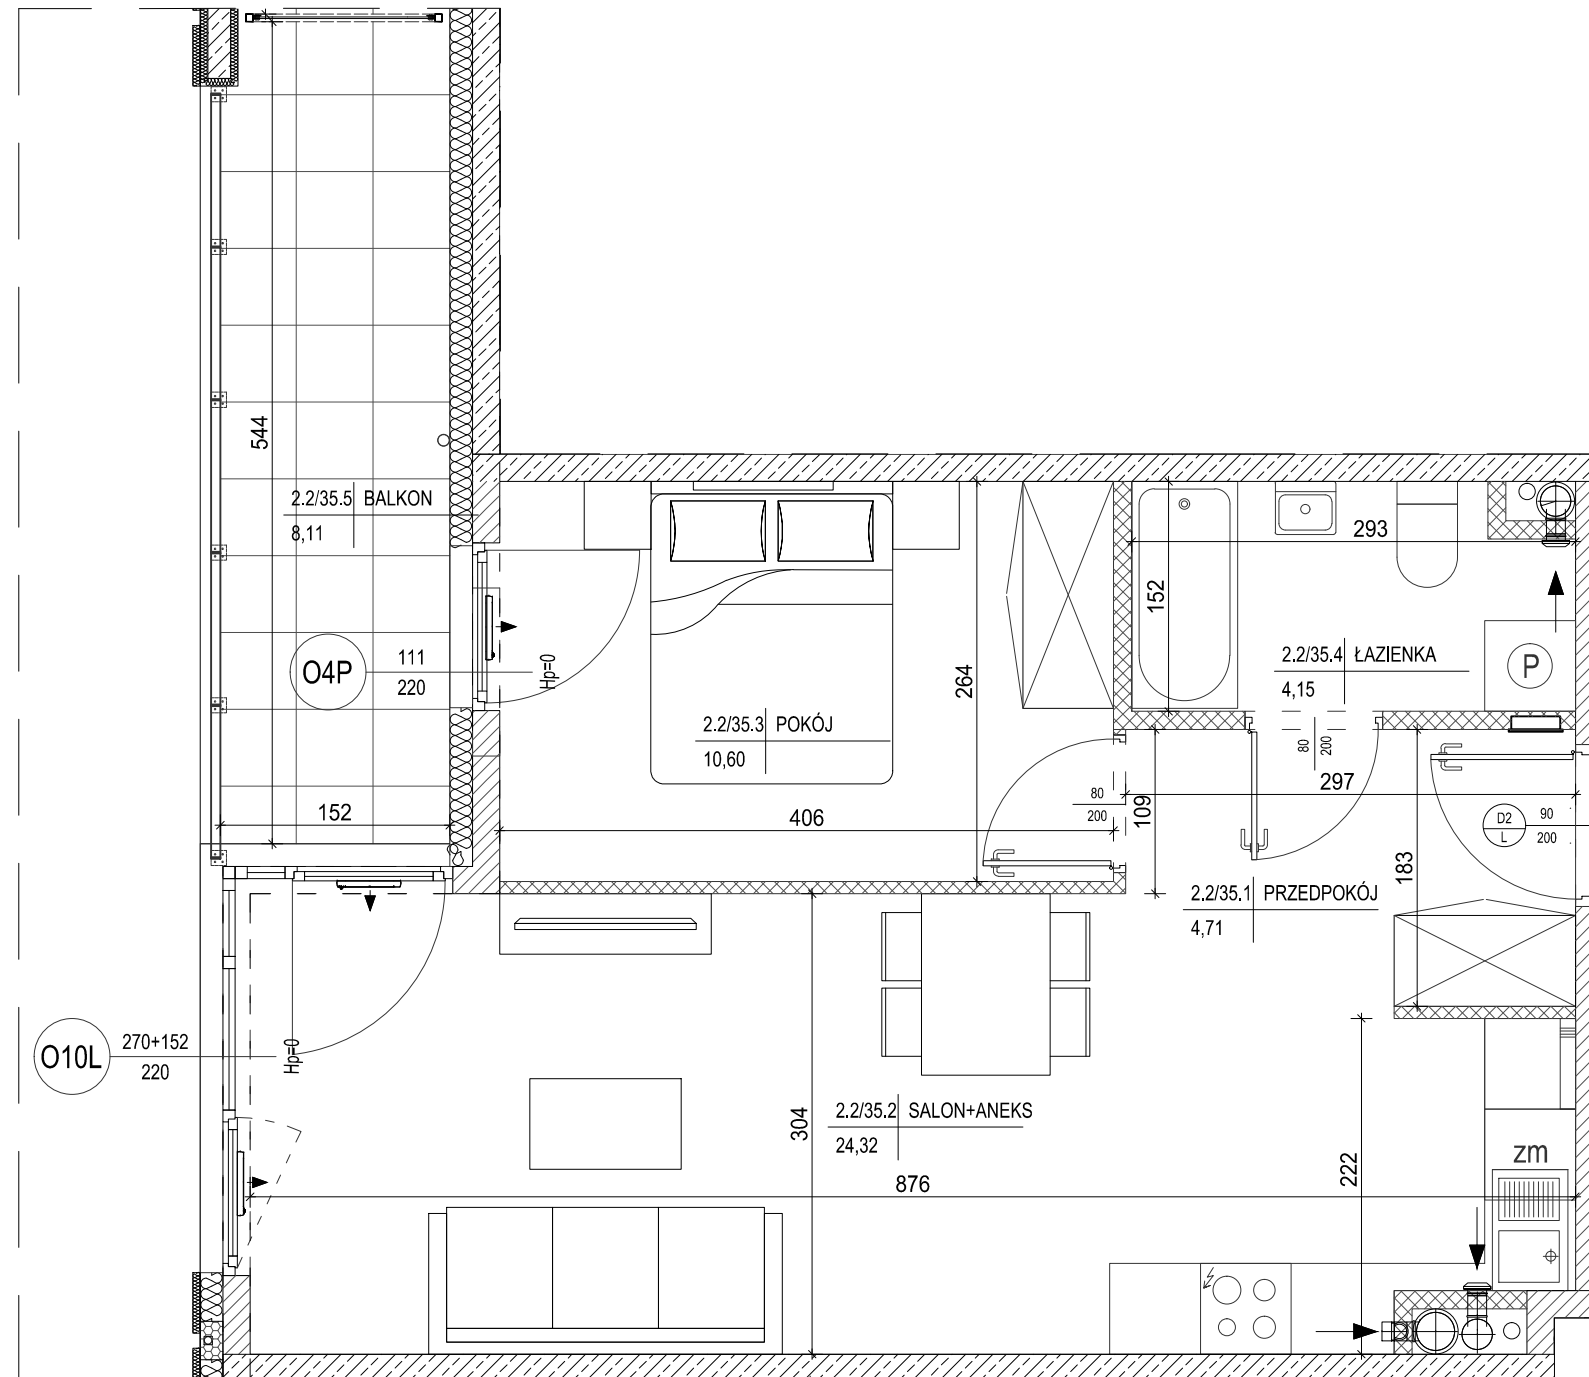 544
2.2/35.5 BALKON
8,11
293
152
2.2/35.4 ŁAZIENKA
4,15
P
O4P
111
220
Hp=0
264
2.2/35.3 POKÓJ
10,60
80
200
297
152
406
80
200
109
D2
L
90
200
183
2.2/35.1 PRZEDPOKÓJ
4,71
O10L
270+152
220
Hp=0
304
2.2/35.2 SALON+ANEKS
24,32
222
zm
876